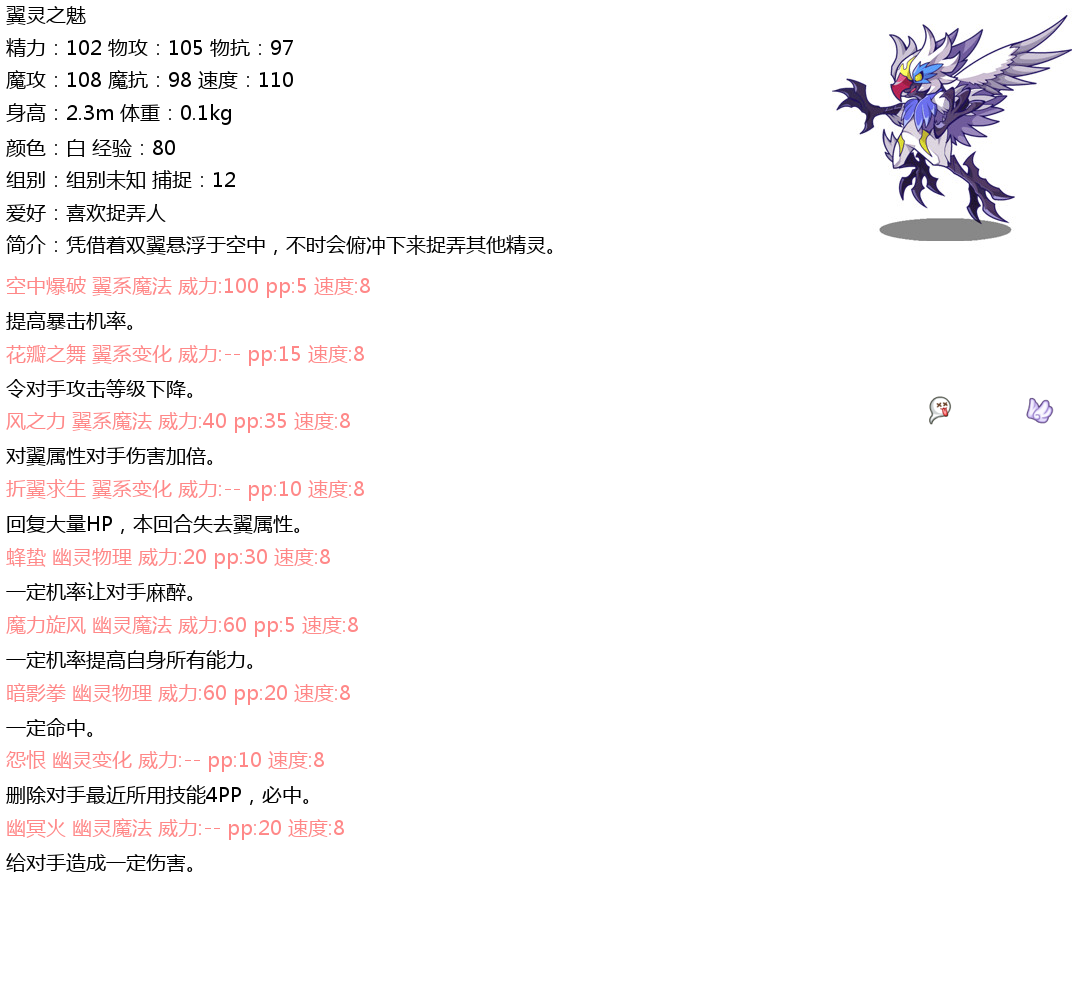 翼灵之魅
精力：102 物攻：105 物抗：97
魔攻：108 魔抗：98 速度：110
身高：2.3m 体重：0.1kg
颜色：白 经验：80
组别：组别未知 捕捉：12
爱好：喜欢捉弄人
简介：凭借着双翼悬浮于空中，不时会俯冲下来捉弄其他精灵。
空中爆破 翼系魔法 威力:100 pp:5 速度:8
提高暴击机率。
花瓣之舞 翼系变化 威力:-- pp:15 速度:8
令对手攻击等级下降。
风之力 翼系魔法 威力:40 pp:35 速度:8
对翼属性对手伤害加倍。
折翼求生 翼系变化 威力:-- pp:10 速度:8
回复大量HP，本回合失去翼属性。
蜂蛰 幽灵物理 威力:20 pp:30 速度:8
一定机率让对手麻醉。
魔力旋风 幽灵魔法 威力:60 pp:5 速度:8
一定机率提高自身所有能力。
暗影拳 幽灵物理 威力:60 pp:20 速度:8
一定命中。
怨恨 幽灵变化 威力:-- pp:10 速度:8
删除对手最近所用技能4PP，必中。
幽冥火 幽灵魔法 威力:-- pp:20 速度:8
给对手造成一定伤害。